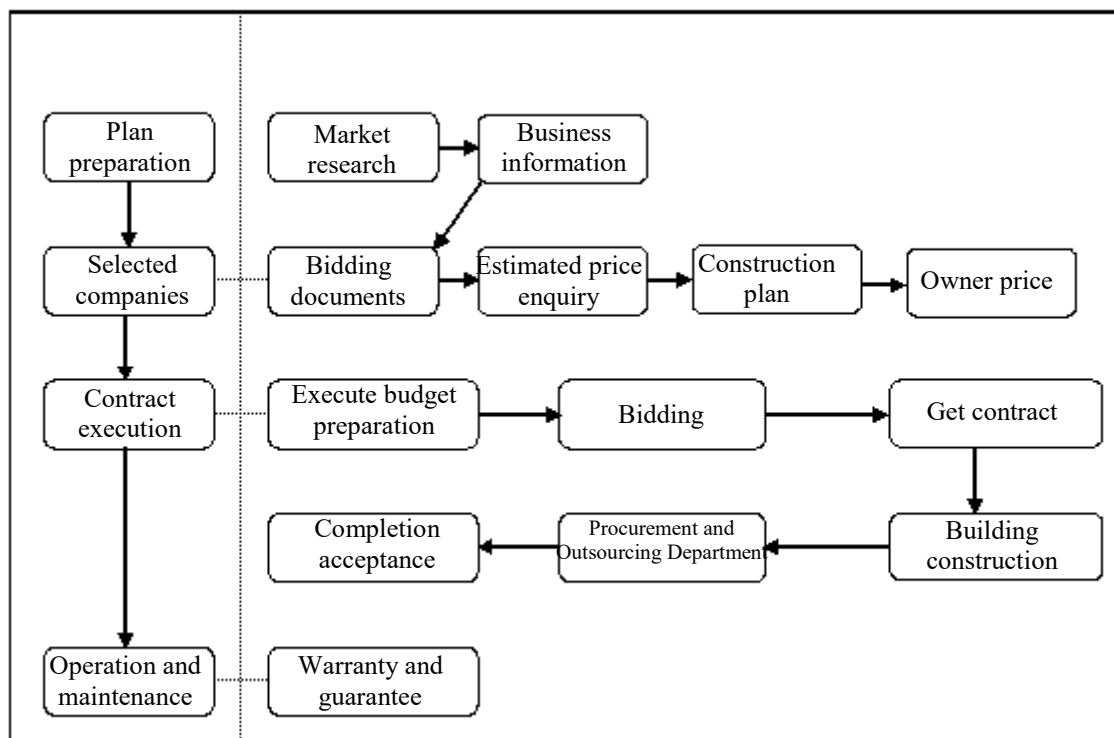 Plan
preparation
Market
research
Business
information
Selected
companies
Bidding
documents
Estimated price
enquiry
Construction
plan
Owner price
Contract
execution
Execute budget
preparation
Bidding
Get contract
Completion
acceptance
Procurement and
Outsourcing Department
Building
construction
Operation and
maintenance
Warranty and
guarantee